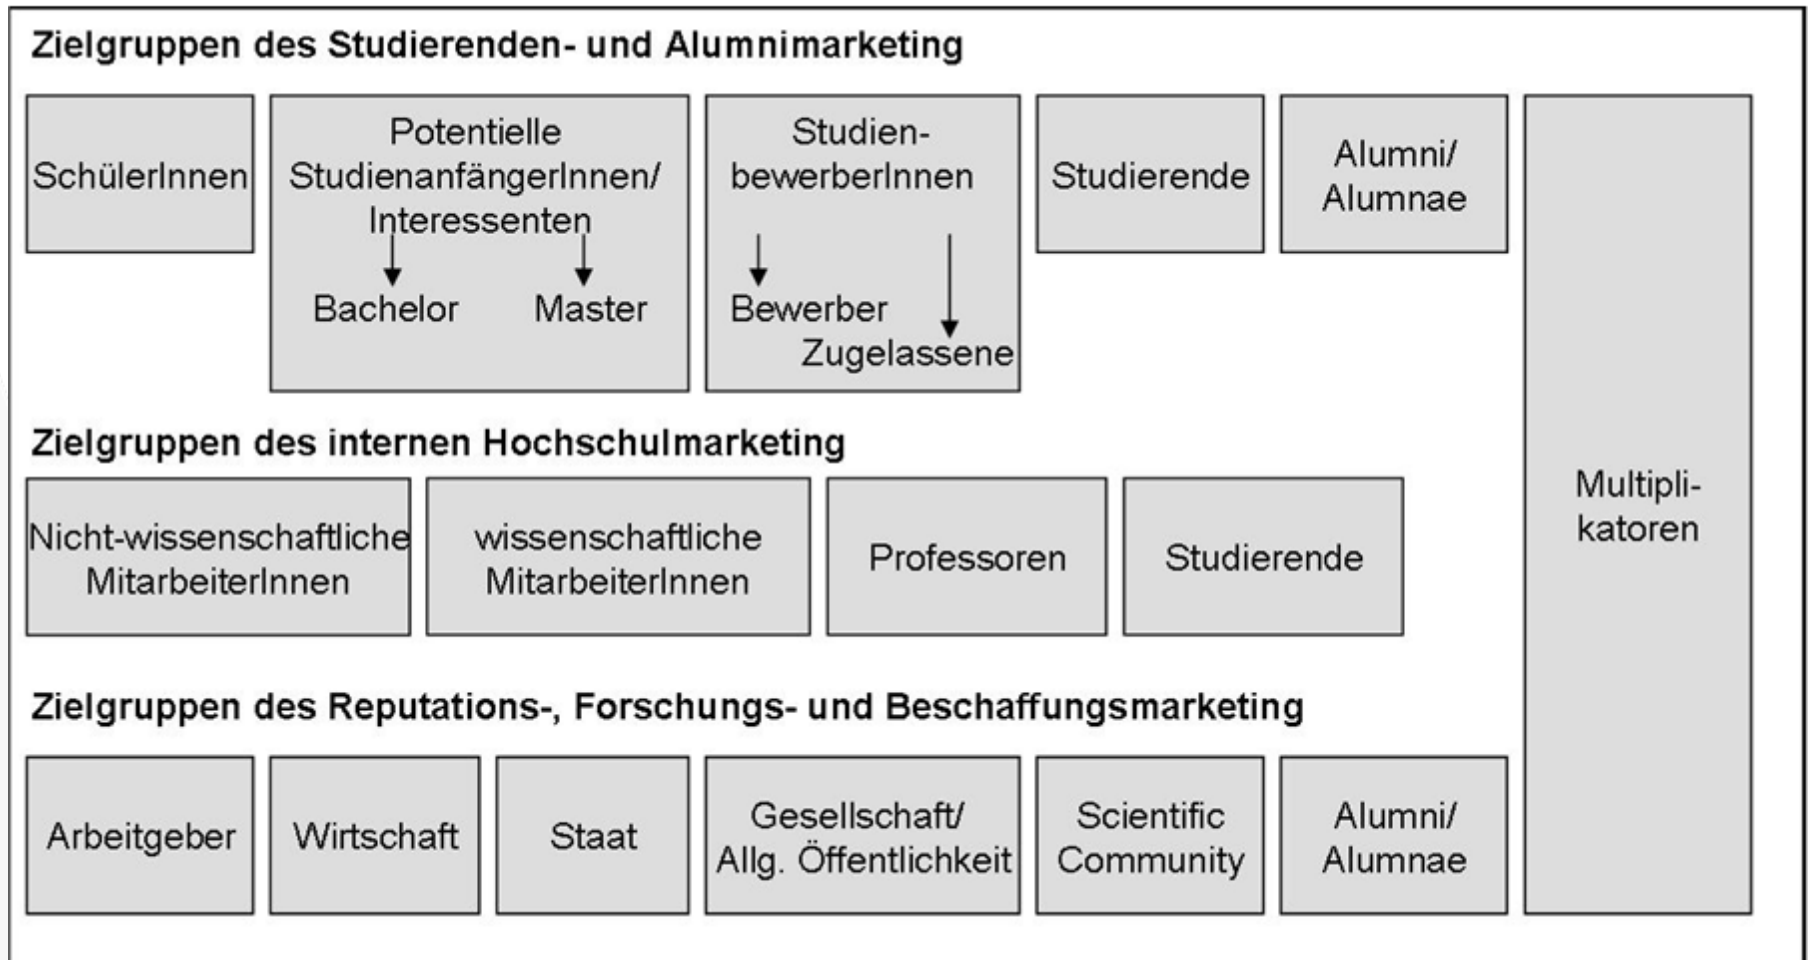 Zielgruppen des Studierenden- und Alumnimarketing
SchülerInnen
Potentielle
StudienanfängerInnen/
Interessenten
Bachelor
Master
Studien-
bewerberInnen
Bewerber
Zugelassene
Studierende
Alumni/
Alumnae
Multipli-
katoren
Zielgruppen des internen Hochschulmarketing
Nicht-wissenschaftliche
MitarbeiterInnen
wissenschaftliche
MitarbeiterInnen
Professoren
Studierende
Zielgruppen des Reputations-, Forschungs- und Beschaffungsmarketing
Arbeitgeber
Wirtschaft
Staat
Gesellschaft/
Allg. Öffentlichkeit
Scientific
Community
Alumni/
Alumnae